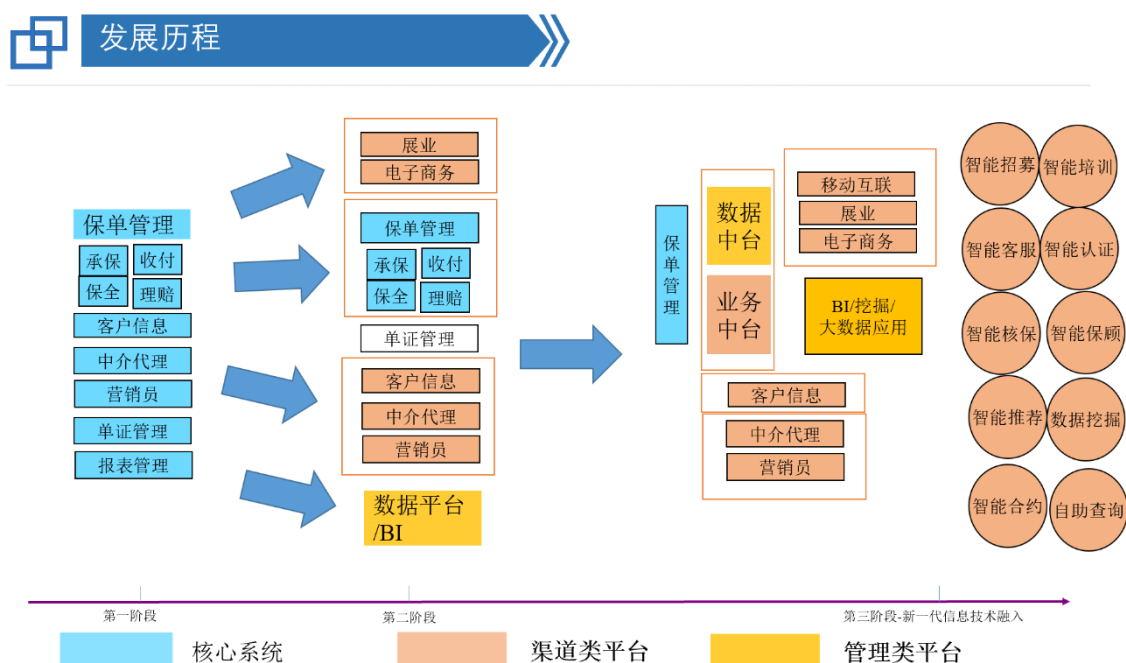 发展历程
保单管理
承保
收付
保全
理赔
客户信息
中介代理
营销员
单证管理
报表管理
展业
电子商务
保单管理
承保
收付
保全
理赔
单证管理
客户信息
中介代理
营销员
数据平台
/BI
保单管理
数据
中台
业务
中台
移动互联
展业
电子商务
BI/挖掘/
大数据应用
客户信息
中介代理
营销员
智能招募
智能培训
智能客服
智能认证
智能核保
智能保顾
智能推荐
数据挖掘
智能合约
自助查询
第一阶段
第二阶段
第三阶段-新一代信息技术融入
核心系统
渠道类平台
管理类平台